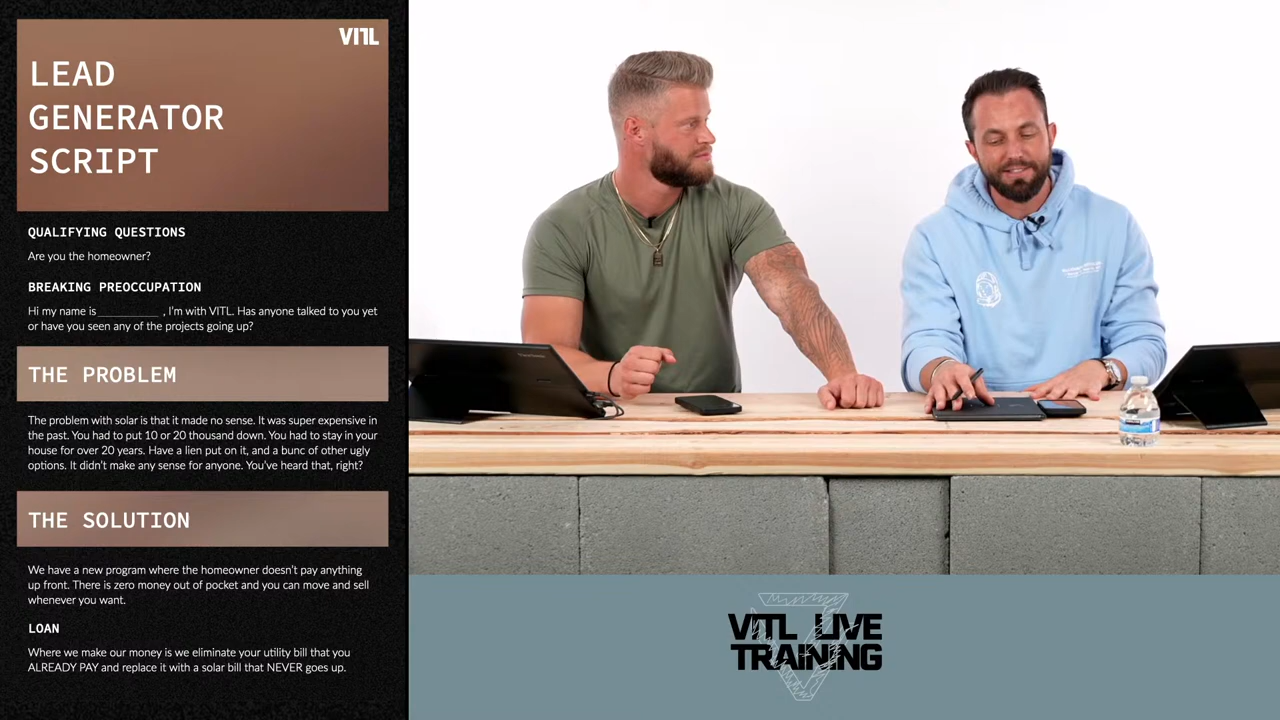 VITL
LEAD
GENERATOR
SCRIPT
QUALIFYING QUESTIONS
Are you the homeowner?
BREAKING PREOCCUPATION
Hi my name is __________ , I'm with VITL. Has anyone talked to you yet
or have you seen any of the projects going up?
THE PROBLEM
The problem with solar is that it made no sense. It was super expensive in
the past. You had to put 10 or 20 thousand down. You had to stay in your
house for over 20 years. Have a lien put on it, and a bunc of other ugly
options. It didn't make any sense for anyone. You've heard that, right?
THE SOLUTION
We have a new program where the homeowner doesn't pay anything
up front. There is zero money out of pocket and you can move and sell
whenever you want.
LOAN
Where we make our money is we eliminate your utility bill that you
ALREADY PAY and replace it with a solar bill that NEVER goes up.
VITL LIVE
TRAINING